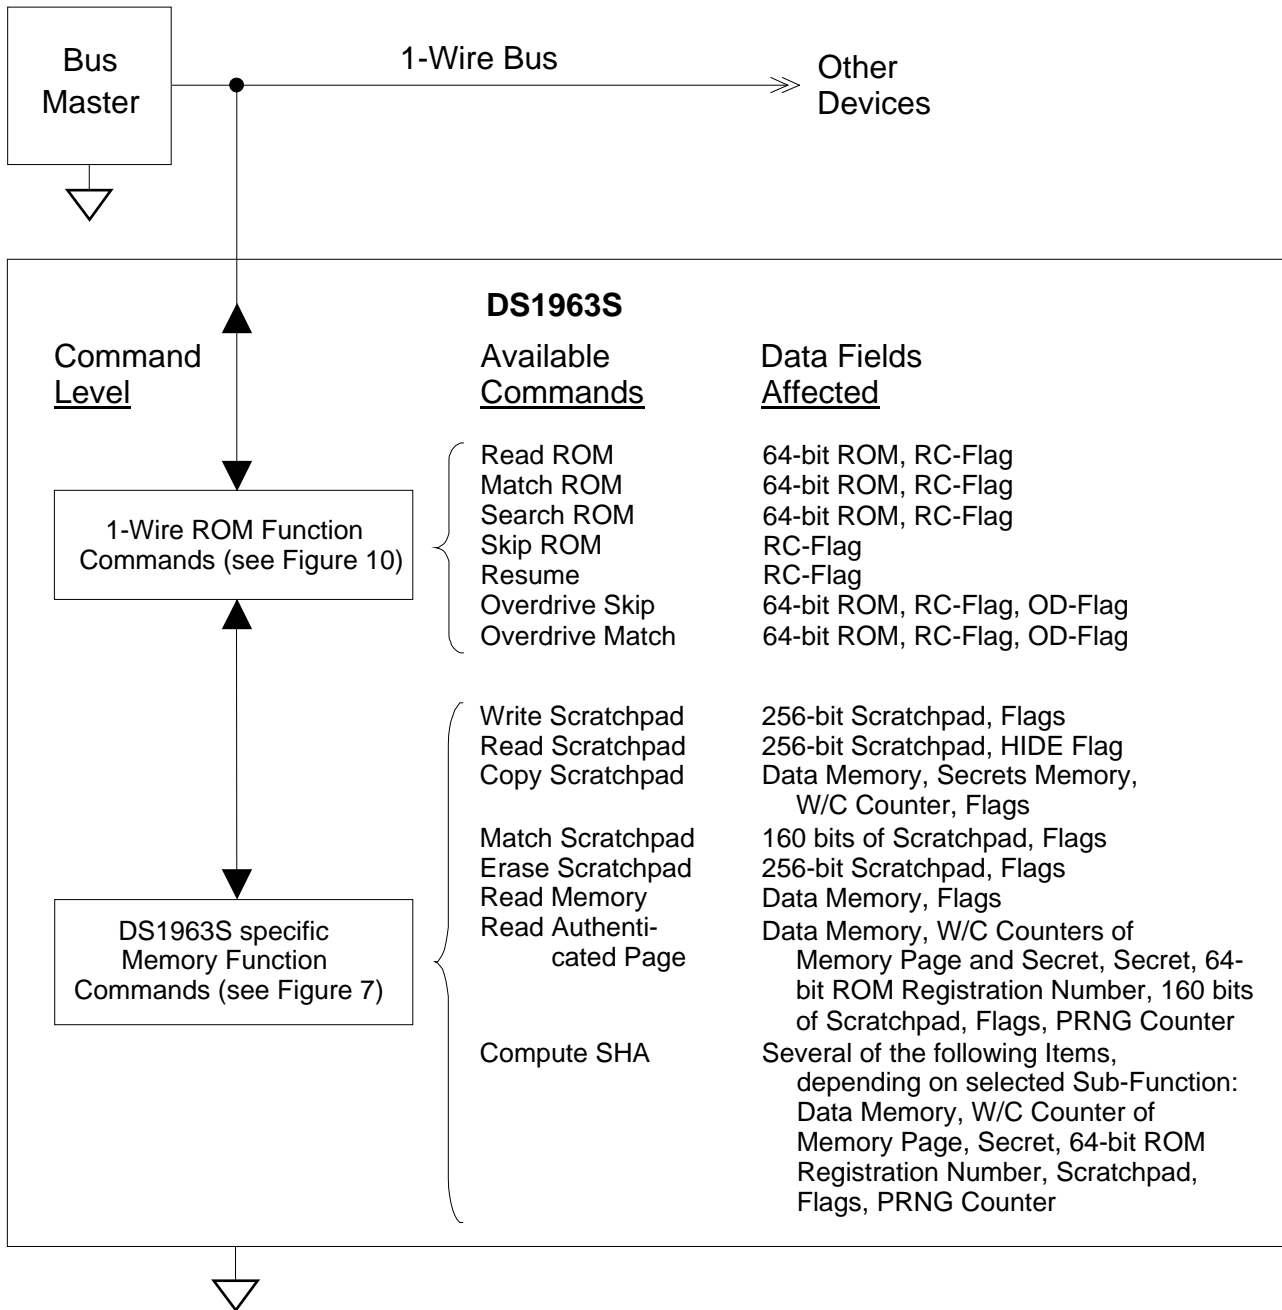 Bus
Master
1-Wire Bus
Other
Devices
DS1963S
Command
Level
Available
Commands
Data Fields
Affected
1-Wire ROM Function
Commands (see Figure 10)
Read ROM 64-bit ROM, RC-Flag
Match ROM 64-bit ROM, RC-Flag
Search ROM 64-bit ROM, RC-Flag
Skip ROM RC-Flag
Resume RC-Flag
Overdrive Skip 64-bit ROM, RC-Flag, OD-Flag
Overdrive Match 64-bit ROM, RC-Flag, OD-Flag
DS1963S specific
Memory Function
Commands (see Figure 7)
Write Scratchpad 256-bit Scratchpad, Flags
Read Scratchpad 256-bit Scratchpad, HIDE Flag
Copy Scratchpad Data Memory, Secrets Memory,
W/C Counter, Flags
Match Scratchpad 160 bits of Scratchpad, Flags
Erase Scratchpad 256-bit Scratchpad, Flags
Read Memory Data Memory, Flags
Read Authenti- Data Memory, W/C Counters of
cated Page Memory Page and Secret, Secret, 64-
bit ROM Registration Number, 160 bits
of Scratchpad, Flags, PRNG Counter
Compute SHA Several of the following Items,
depending on selected Sub-Function:
Data Memory, W/C Counter of
Memory Page, Secret, 64-bit ROM
Registration Number, Scratchpad,
Flags, PRNG Counter